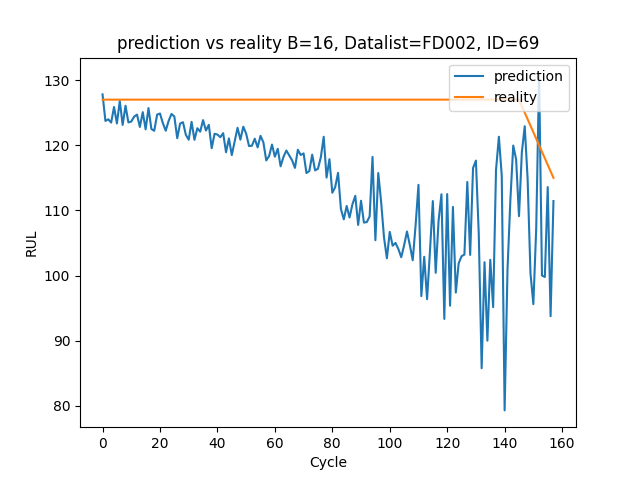 prediction vs reality B=16, Datalist=FD002, ID=69
prediction
reality
130
120
110
100
90
80
RUL
0 20 40 60 80 100 120 140 160
Cycle